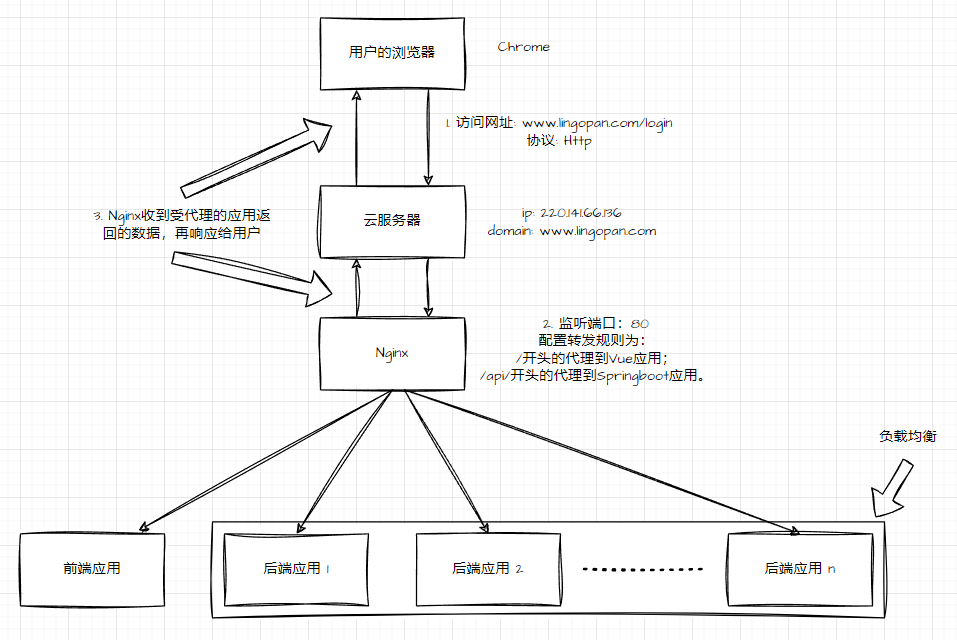 用户的浏览器
Chrome
1. 访问网址: www.lingopan.com/login
协议: Http
3. Nginx收到受代理的应用返
回的数据，再响应给用户
云服务器
ip: 220.141.66.136
domain: www.lingopan.com
Nginx
2. 监听端口：80
配置转发规则为：
/开头的代理到Vue应用；
/api/开头的代理到Springboot应用。
负载均衡
前端应用
后端应用 1
后端应用 2
后端应用 n